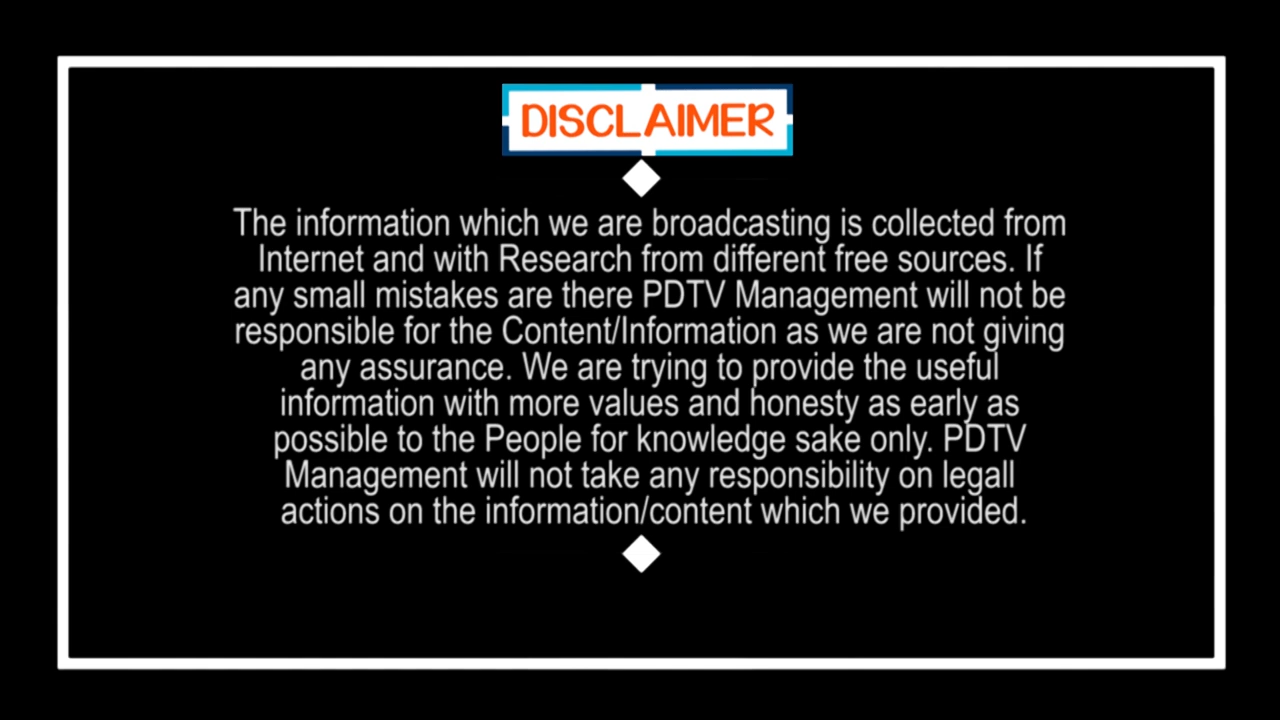 DISCLAIMER
The information which we are broadcasting is collected from
Internet and with Research from different free sources. If
any small mistakes are there PDTV Management will not be
responsible for the Content/Information as we are not giving
any assurance. We are trying to provide the useful
information with more values and honesty as early as
possible to the People for knowledge sake only. PDTV
Management will not take any responsibility on legall
actions on the information/content which we provided.